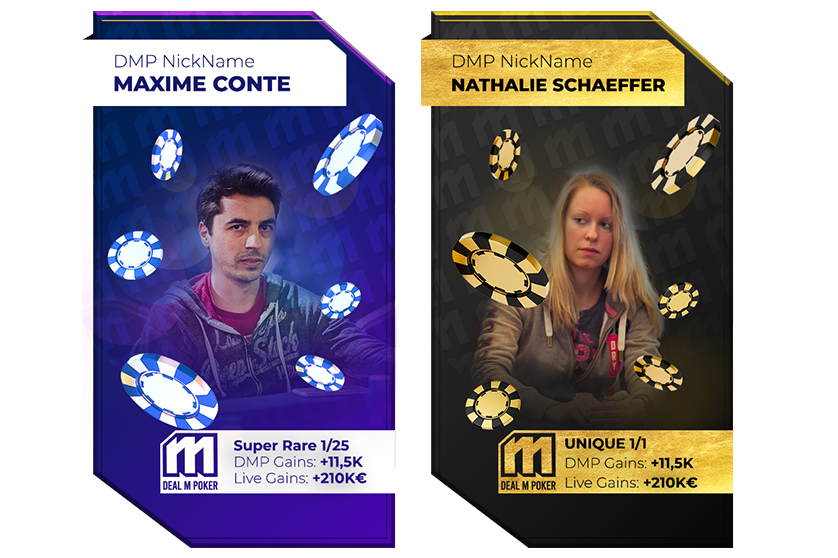 DMP NickName
MAXIME CONTE
Super Rare 1/25
DMP Gains: +11,5K
Live Gains: +210K€
DEAL M POKER
DMP NickName
NATHALIE SCHAEFFER
UNIQUE 1/1
DMP Gains: +11,5K
Live Gains: +210K€
DEAL M POKER